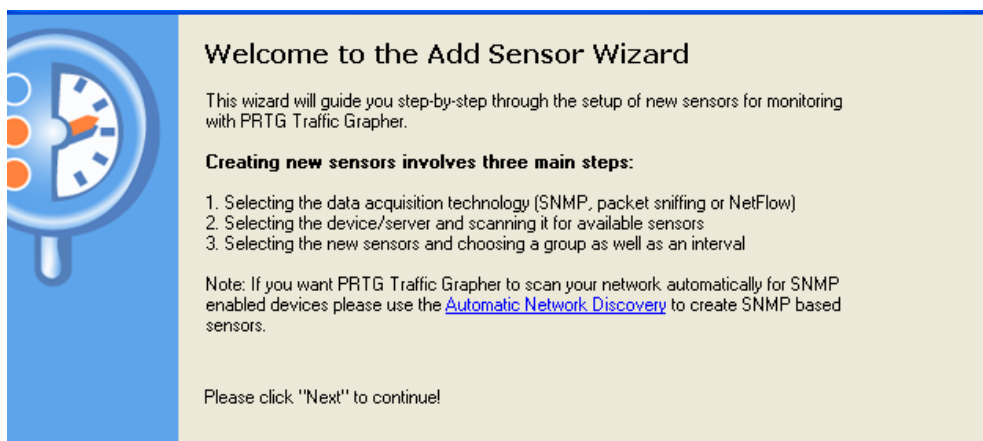 Welcome to the Add Sensor Wizard
This wizard will guide you step-by-step through the setup of new sensors for monitoring
with PRTG Traffic Grapher.
Creating new sensors involves three main steps:
1. Selecting the data acquisition technology (SNMP, packet sniffing or NetFlow)
2. Selecting the device/server and scanning it for available sensors
3. Selecting the new sensors and choosing a group as well as an interval
Note: If you want PRTG Traffic Grapher to scan your network automatically for SNMP
enabled devices please use the Automatic Network Discovery to create SNMP based
sensors.
Please click "Next" to continue!